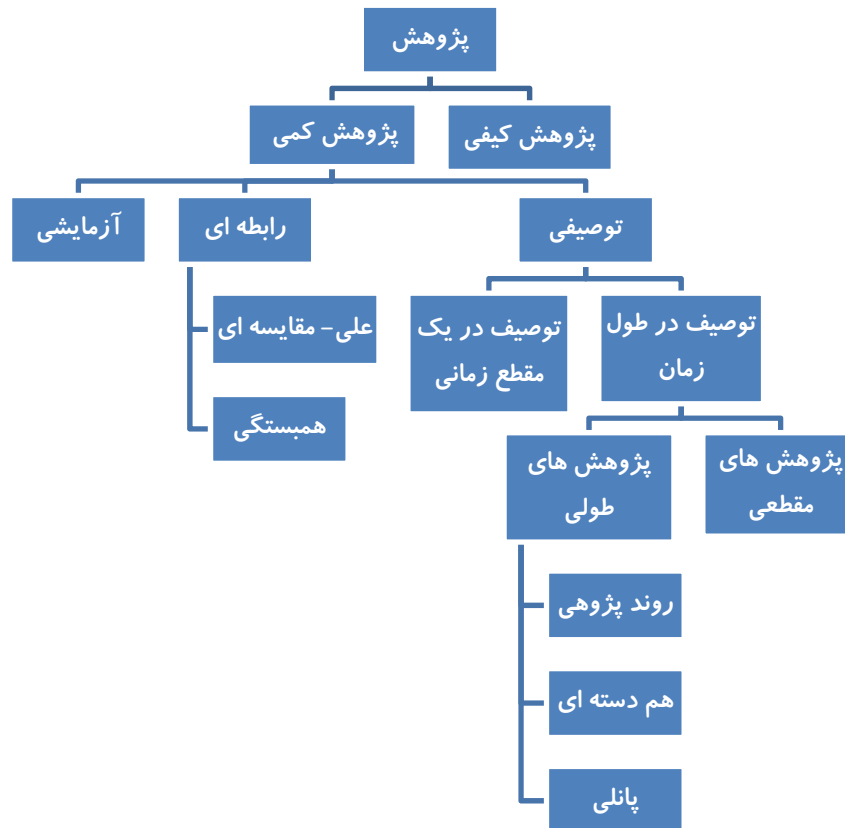 پژوهش
پژوهش کیفی
پژوهش کمی
توصیفی
رابطه ای
آزمایشی
توصیف در طول
زمان
توصیف در یک
مقطع زمانی
علی- مقایسه ای
همبستگی
پژوهش های
مقطعی
پژوهش های
طولی
روند پژوهی
هم دسته ای
پانلی